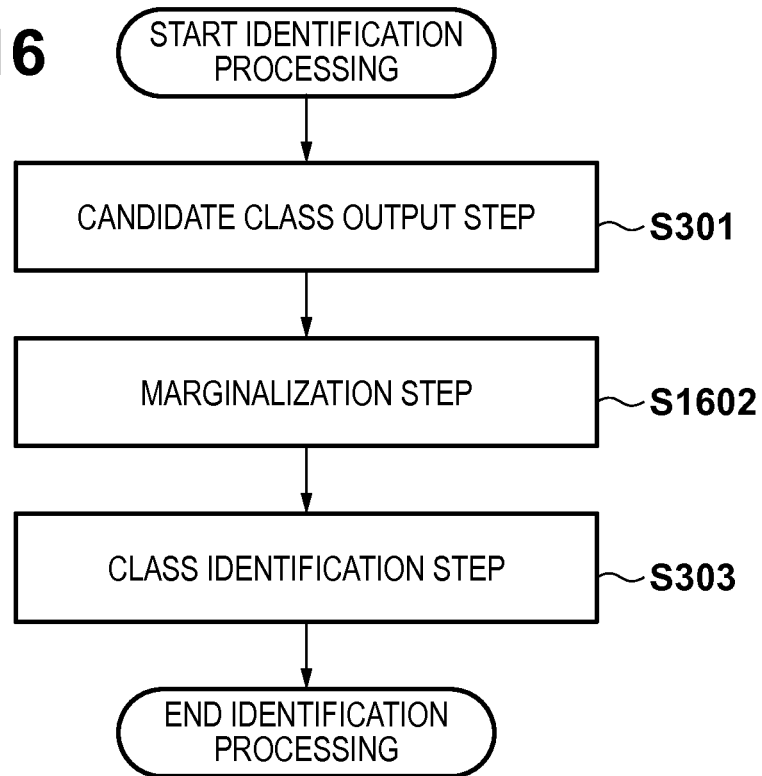 16
START IDENTIFICATION
PROCESSING
CANDIDATE CLASS OUTPUT STEP
S301
MARGINALIZATION STEP
S1602
CLASS IDENTIFICATION STEP
S303
END IDENTIFICATION
PROCESSING